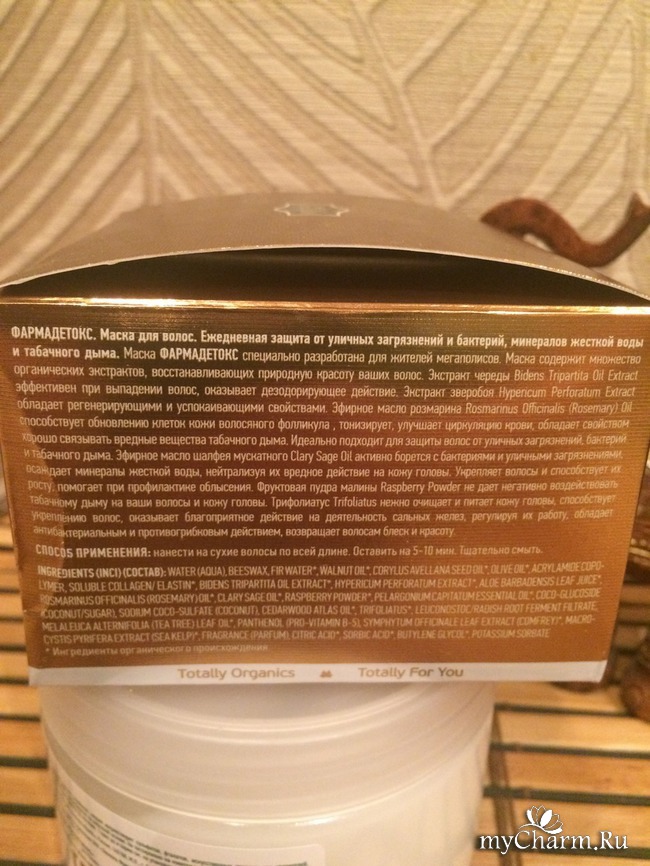 ФАРМАДЕТОКС. Маска для волос. Ежедневная защита от уличных загрязнений и бактерий, минералов жесткой воды
и табачного дыма. Маска ФАРМАДЕТОКС специально разработана для жителей мегаполисов. Маска содержит множество
органических экстрактов, восстанавливающих природную красоту ваших волос. Экстракт череды Bidens Tripartita Oil Extract
эффективен при выпадении волос, оказывает дезодорирующее действие. Экстракт зверобоя Hypericum Perforatum Extract
обладает регенерирующими и успокаивающими свойствами. Эфирное масло розмарина Rosmarinus Officinalis (Rosemary) Oil
способствует обновлению клеток кожи волосяного фолликула , тонизирует, улучшает циркуляцию крови, обладает свойством
хорошо связывать вредные вещества табачного дыма. Идеально подходит для защиты волос от уличных загрязнений, бактерий
и табачного дыма. Эфирное масло шалфея мускатного Clary Sage Oil активно борется с бактериями и уличными загрязнениями,
осаждает минералы жесткой воды, нейтрализуя их вредное действие на кожу головы. Укрепляет волосы и способствует их
росту, помогает при профилактике облысения. Фруктовая пудра малины Raspberry Powder не дает негативно воздействовать
табачному дыму на ваши волосы и кожу головы. Трифолиатус Trifoliatus нежно очищает и питает кожу головы, способствует
укреплению волос, оказывает благоприятное действие на деятельность сальных желез, регулируя их работу, обладает
антибактериальным и противогрибковым действием, возвращает волосам блеск и красоту.
СПОСОБ ПРИМЕНЕНИЯ: нанести на сухие волосы по всей длине. Оставить на 5-10 мин. Тщательно смыть.
INGREDIENTS (INCI) (СОСТАВ): WATER (AQUA), BEESWAX, FIR WATER*, WALNUT OIL*, CORYLUS AVELLANA SEED OIL*, OLIVE OIL*, ACRYLAMIDE COPO-
LYMER, SOLUBLE COLLAGEN/ ELASTIN*, BIDENS TRIPARTITA OIL EXTRACT*, HYPERICUM PERFORATUM EXTRACT*, ALOE BARBADENSIS LEAF JUICE*,
ROSMARINUS OFFICINALIS (ROSEMARY) OIL*, CLARY SAGE OIL*, RASPBERRY POWDER*, PELARGONIUM CAPITATUM ESSENTIAL OIL*, COCO-GLUCOSIDE
(COCONUT/SUGAR), SODIUM COCO-SULFATE (COCONUT), CEDARWOOD ATLAS OIL*, TRIFOLIATUS*, LEUCONOSTOC/RADISH ROOT FERMENT FILTRATE,
MELALEUCA ALTERNIFOLIA (TEA TREE) LEAF OIL*, PANTHENOL (PRO-VITAMIN B-5), SYMPHYTUM OFFICINALE LEAF EXTRACT (COMFREY)*, MACRO-
CYSTIS PYRIFERA EXTRACT (SEA KELP)*, FRAGRANCE (PARFUM), CITRIC ACID*, SORBIC ACID*, BUTYLENE GLYCOL*, POTASSIUM SORBATE
* Ингредиенты органического происхождения
Totally Organics Totally For You
myCharm.Ru